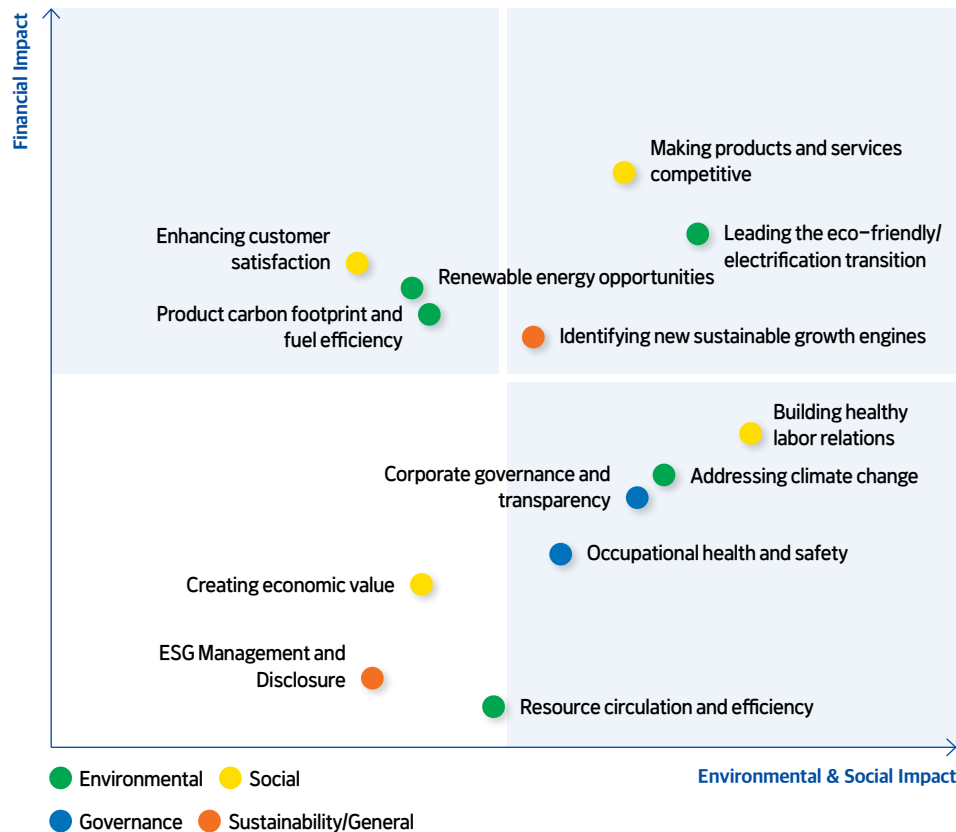 Financial Impact
Making products and services
competitive
Enhancing customer
satisfaction
Leading the eco-friendly/
electrification transition
Renewable energy opportunities
Product carbon footprint and
fuel efficiency
Identifying new sustainable growth engines
Building healthy
labor relations
Corporate governance and
transparency
Addressing climate change
Occupational health and safety
Creating economic value
ESG Management and
Disclosure
Resource circulation and efficiency
Environmental & Social Impact
Environmental
Social
Governance
Sustainability/General